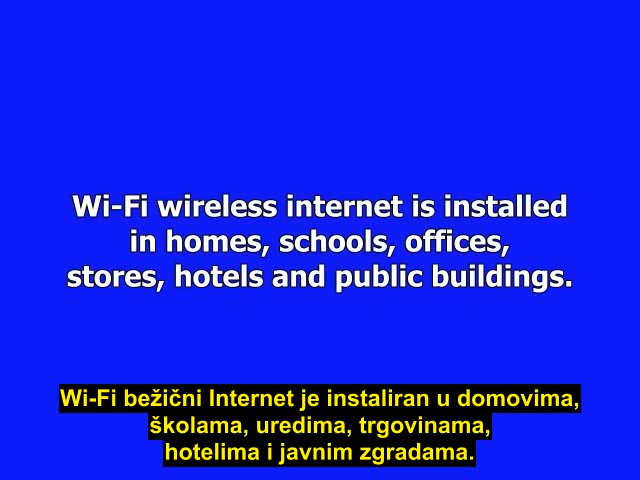 Wi-Fi wireless internet is installed
in homes, schools, offices,
stores, hotels and public buildings.
Wi-Fi bežični Internet je instaliran u domovima,
školama, uredima, trgovinama,
hotelima i javnim zgradama.